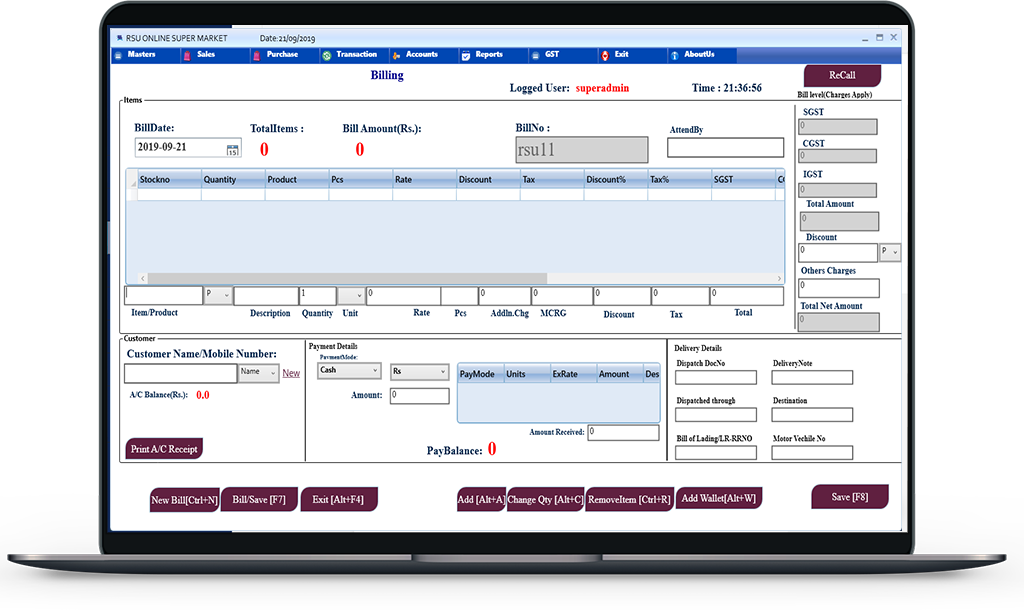 RSU ONLINE SUPER MARKET Date:21/09/2019
Masters Sales Purchase Transaction Accounts Reports GST Exit AboutUs
Billing
ReCall
Logged User: superadmin Time : 21:36:56
Bill level(Charges Apply)
Items
SGST
0
BillDate: TotalItems : Bill Amount(Rs.): BillNo : AttendBy
2019-09-21 15 0 0 rsu11
CGST
0
IGST
0
Stockno Quantity Product Pcs Rate Discount Tax Discount% Tax% SGST CG
Total Amount
0
Discount
0 P
Others Charges
0
Total Net Amount
0
P 1 0 0 0 0 0 0
Item/Product Description Quantity Unit Rate Pcs Addln.Chg MCRG Discount Tax Total
Customer
Customer Name/Mobile Number:
Name New
A/C Balance(Rs.): 0.0
Print A/C Receipt
Payment Details
PaymentMode:
Cash Rs
Amount: 0
PayMode Units ExRate Amount Des
Amount Received: 0
PayBalance: 0
Delivery Details
Dispatch DocNo DeliveryNote
Dispatched through Destination
Bill of Lading/LR-RRNO Motor Vechile No
New Bill[Ctrl+N] Bill/Save [F7] Exit [Alt+F4] Add [Alt+A] Change Qty [Alt+C] RemoveItem [Ctrl+R] Add Wallet[Alt+W] Save [F8]